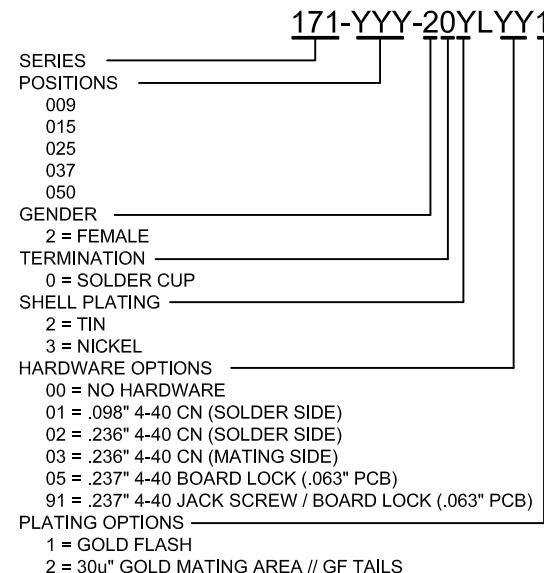 171-YYY-20YLYY1
SERIES
POSITIONS
009
015
025
037
050
GENDER
2 = FEMALE
TERMINATION
0 = SOLDER CUP
SHELL PLATING
2 = TIN
3 = NICKEL
HARDWARE OPTIONS
00 = NO HARDWARE
01 = .098" 4-40 CN (SOLDER SIDE)
02 = .236" 4-40 CN (SOLDER SIDE)
03 = .236" 4-40 CN (MATING SIDE)
05 = .237" 4-40 BOARD LOCK (.063" PCB)
91 = .237" 4-40 JACK SCREW / BOARD LOCK (.063" PCB)
PLATING OPTIONS
1 = GOLD FLASH
2 = 30u" GOLD MATING AREA // GF TAILS